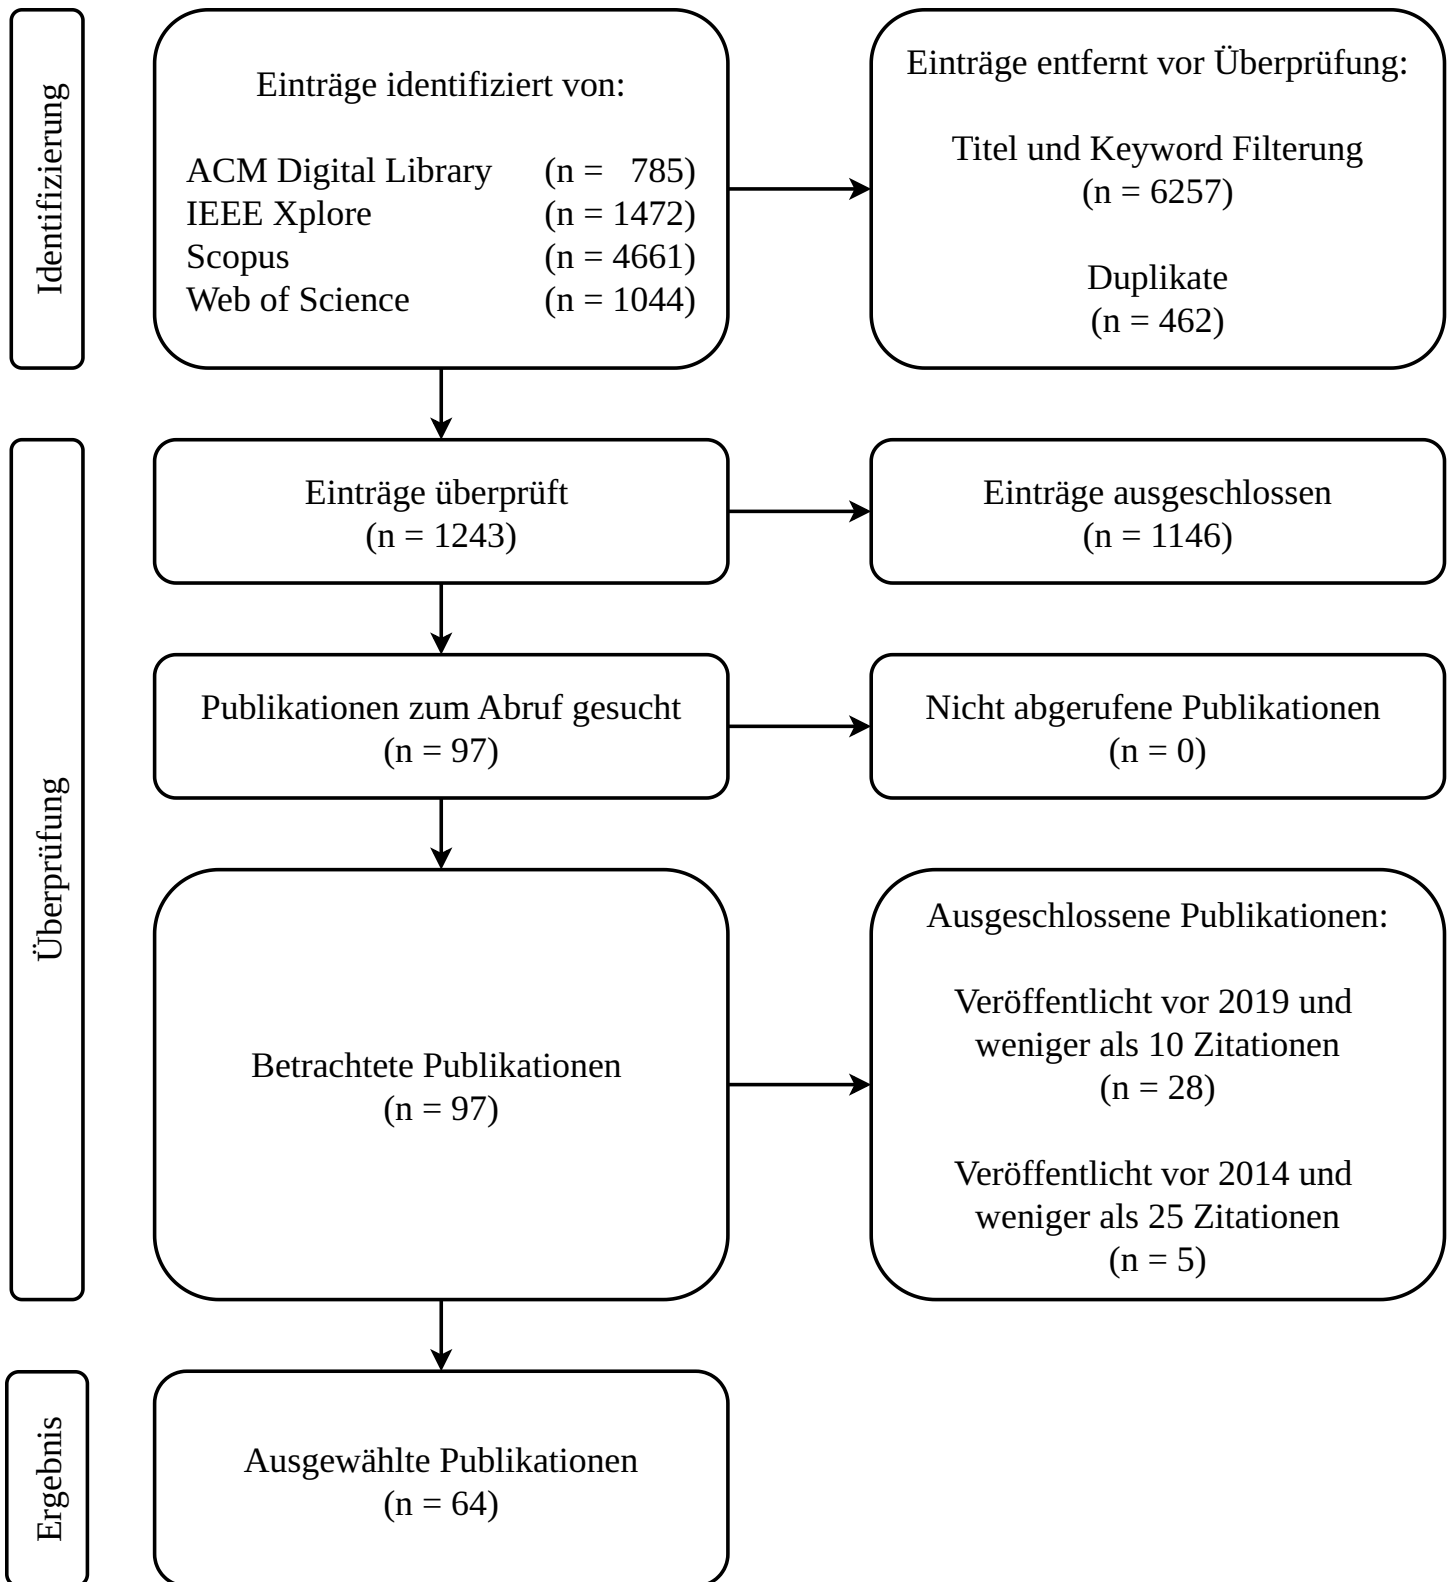 Identifizierung
Einträge identifiziert von:
ACM Digital Library (n = 785)
IEEE Xplore (n = 1472)
Scopus (n = 4661)
Web of Science (n = 1044)
Einträge entfernt vor Überprüfung:
Titel und Keyword Filterung
(n = 6257)
Duplikate
(n = 462)
Überprüfung
Einträge überprüft
(n = 1243)
Einträge ausgeschlossen
(n = 1146)
Publikationen zum Abruf gesucht
(n = 97)
Nicht abgerufene Publikationen
(n = 0)
Betrachtete Publikationen
(n = 97)
Ausgeschlossene Publikationen:
Veröffentlicht vor 2019 und
weniger als 10 Zitationen
(n = 28)
Veröffentlicht vor 2014 und
weniger als 25 Zitationen
(n = 5)
Ergebnis
Ausgewählte Publikationen
(n = 64)